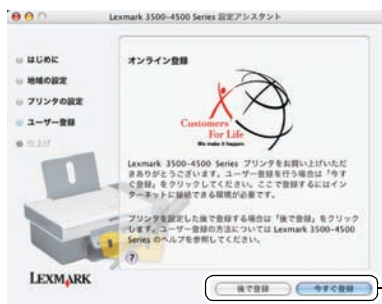 Lexmark 3500-4500 Series 設定アシスタント
はじめに
地域の設定
プリンタの設定
ユーザー登録
仕上げ
オンライン登録
Customers
For Life
We make it happen.
Lexmark 3500-4500 Series プリンタをお買い上げいただ
きありがとうございます。ユーザー登録を行う場合は「今す
ぐ登録」をクリックしてください。ここで登録するにはイン
ターネットに接続できる環境が必要です。
プリンタを設定した後で登録する場合は「後で登録」をクリック
します。ユーザー登録の方法については Lexmark 3500-4500
Series のヘルプを参照してください。
?
LEXMARK
後で登録
今すぐ登録